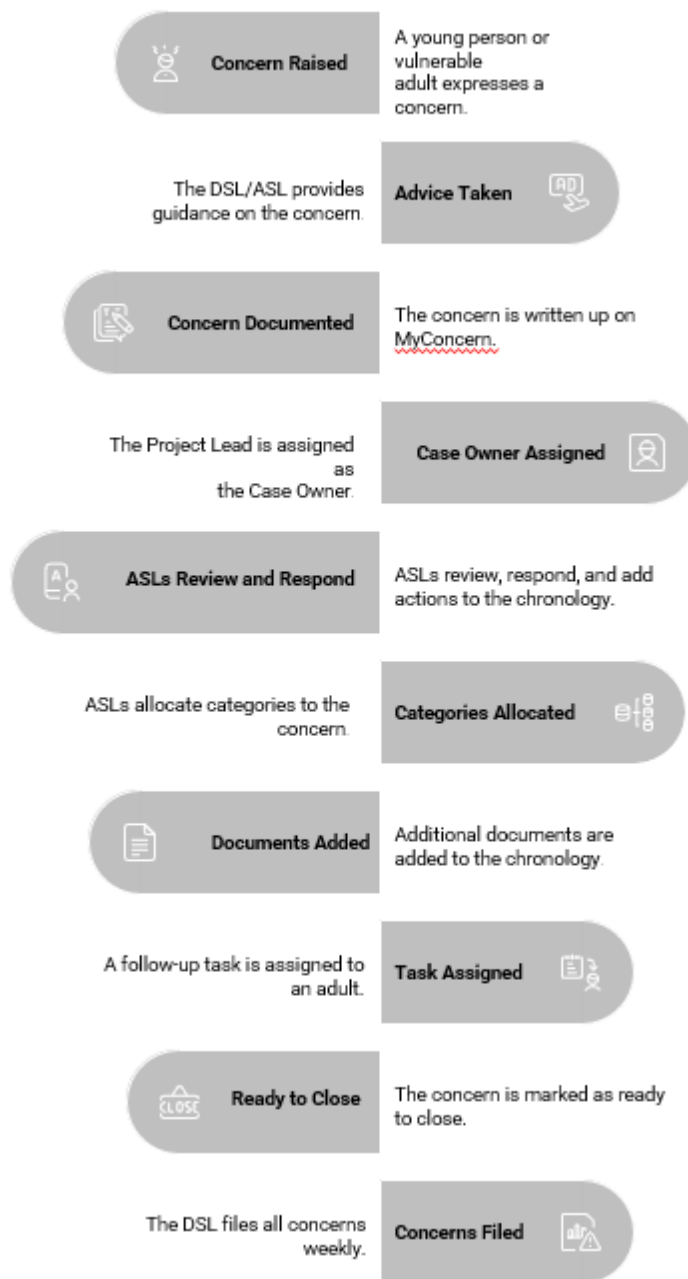 Concern Raised
A young person or
vulnerable
adult expresses a
concern.
The DSL/ASL provides
guidance on the concern.
Advice Taken
AD
Concern Documented
The concern is written up on
MyConcern.
The Project Lead is assigned
as
the Case Owner.
Case Owner Assigned
A
ASLs Review and Respond
ASLs review, respond, and add
actions to the chronology.
ASLs allocate categories to the
concern.
Categories Allocated
Documents Added
Additional documents are
added to the chronology.
A follow-up task is assigned to
an adult.
Task Assigned
CLOSE
Ready to Close
The concern is marked as ready
to close.
The DSL files all concerns
weekly.
Concerns Filed